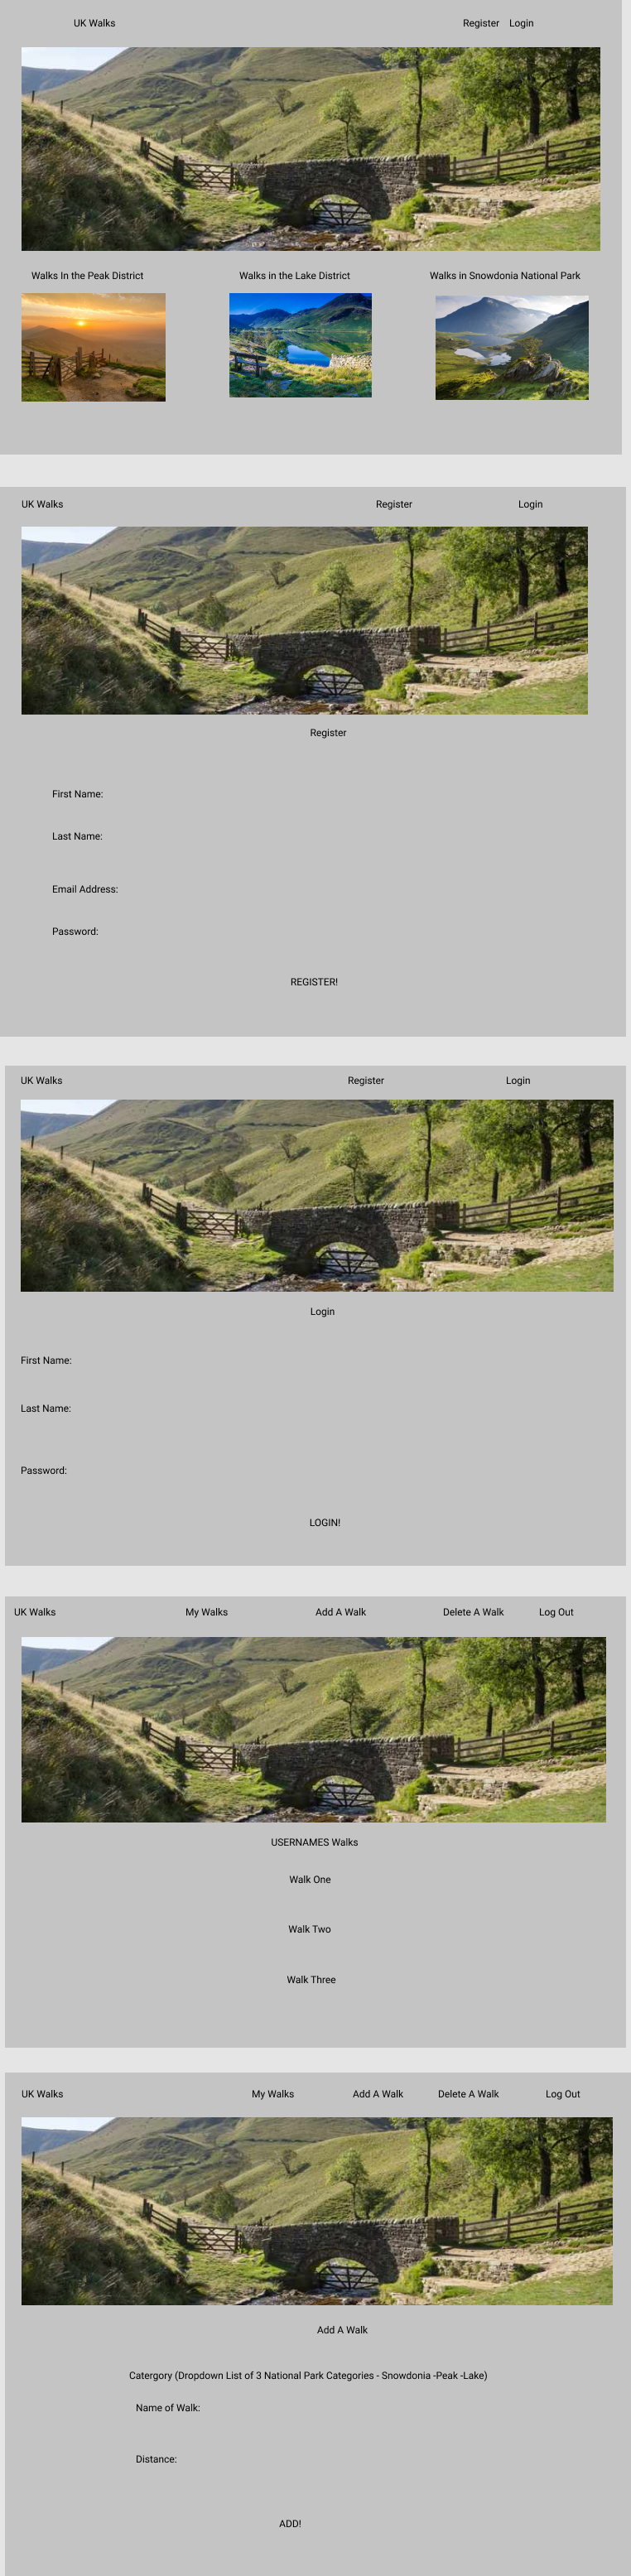 UK Walks Register Login
Walks In the Peak District Walks in the Lake District Walks in Snowdonia National Park
UK Walks Register Login
Register
First Name:
Last Name:
Email Address:
Password:
REGISTER!
UK Walks Register Login
Login
First Name:
Last Name:
Password:
LOGIN!
UK Walks My Walks Add A Walk Delete A Walk Log Out
USERNAMES Walks
Walk One
Walk Two
Walk Three
UK Walks My Walks Add A Walk Delete A Walk Log Out
Add A Walk
Catergory (Dropdown List of 3 National Park Categories - Snowdonia -Peak -Lake)
Name of Walk:
Distance:
ADD!